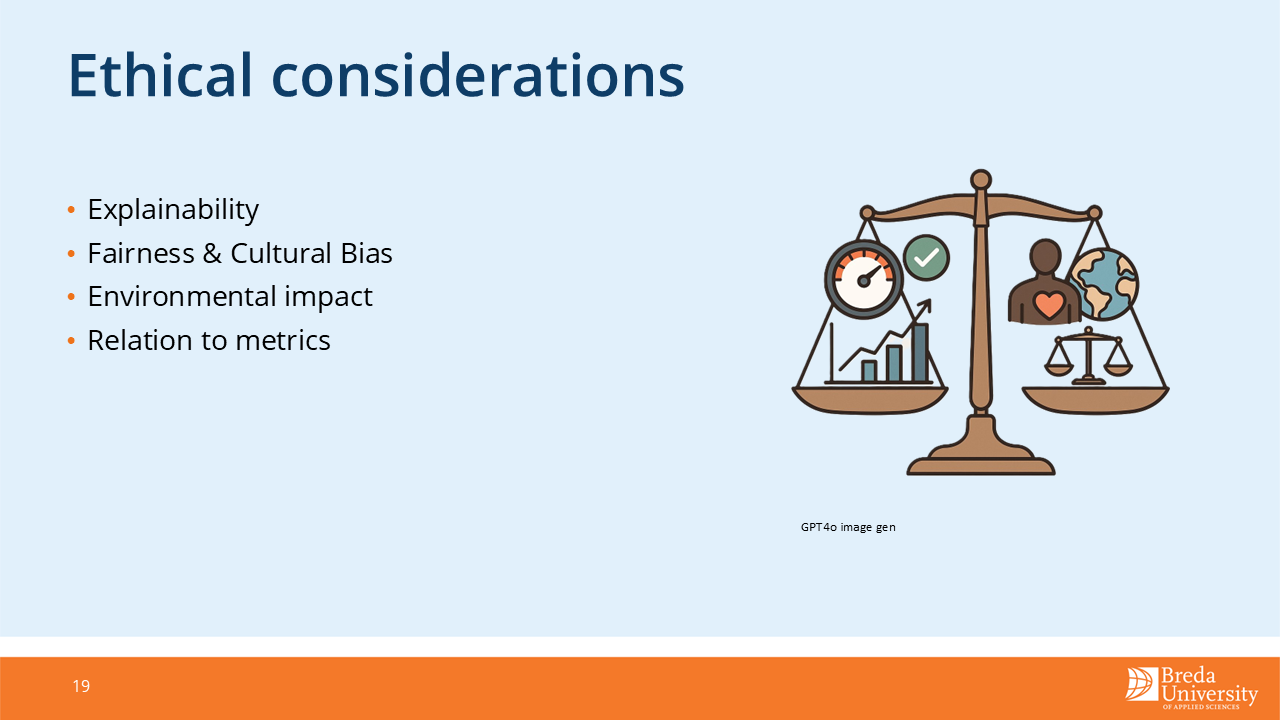 Ethical considerations
• Explainability
• Fairness & Cultural Bias
• Environmental impact
• Relation to metrics
GPT4o image gen
19
Breda
University
OF APPLIED SCIENCES